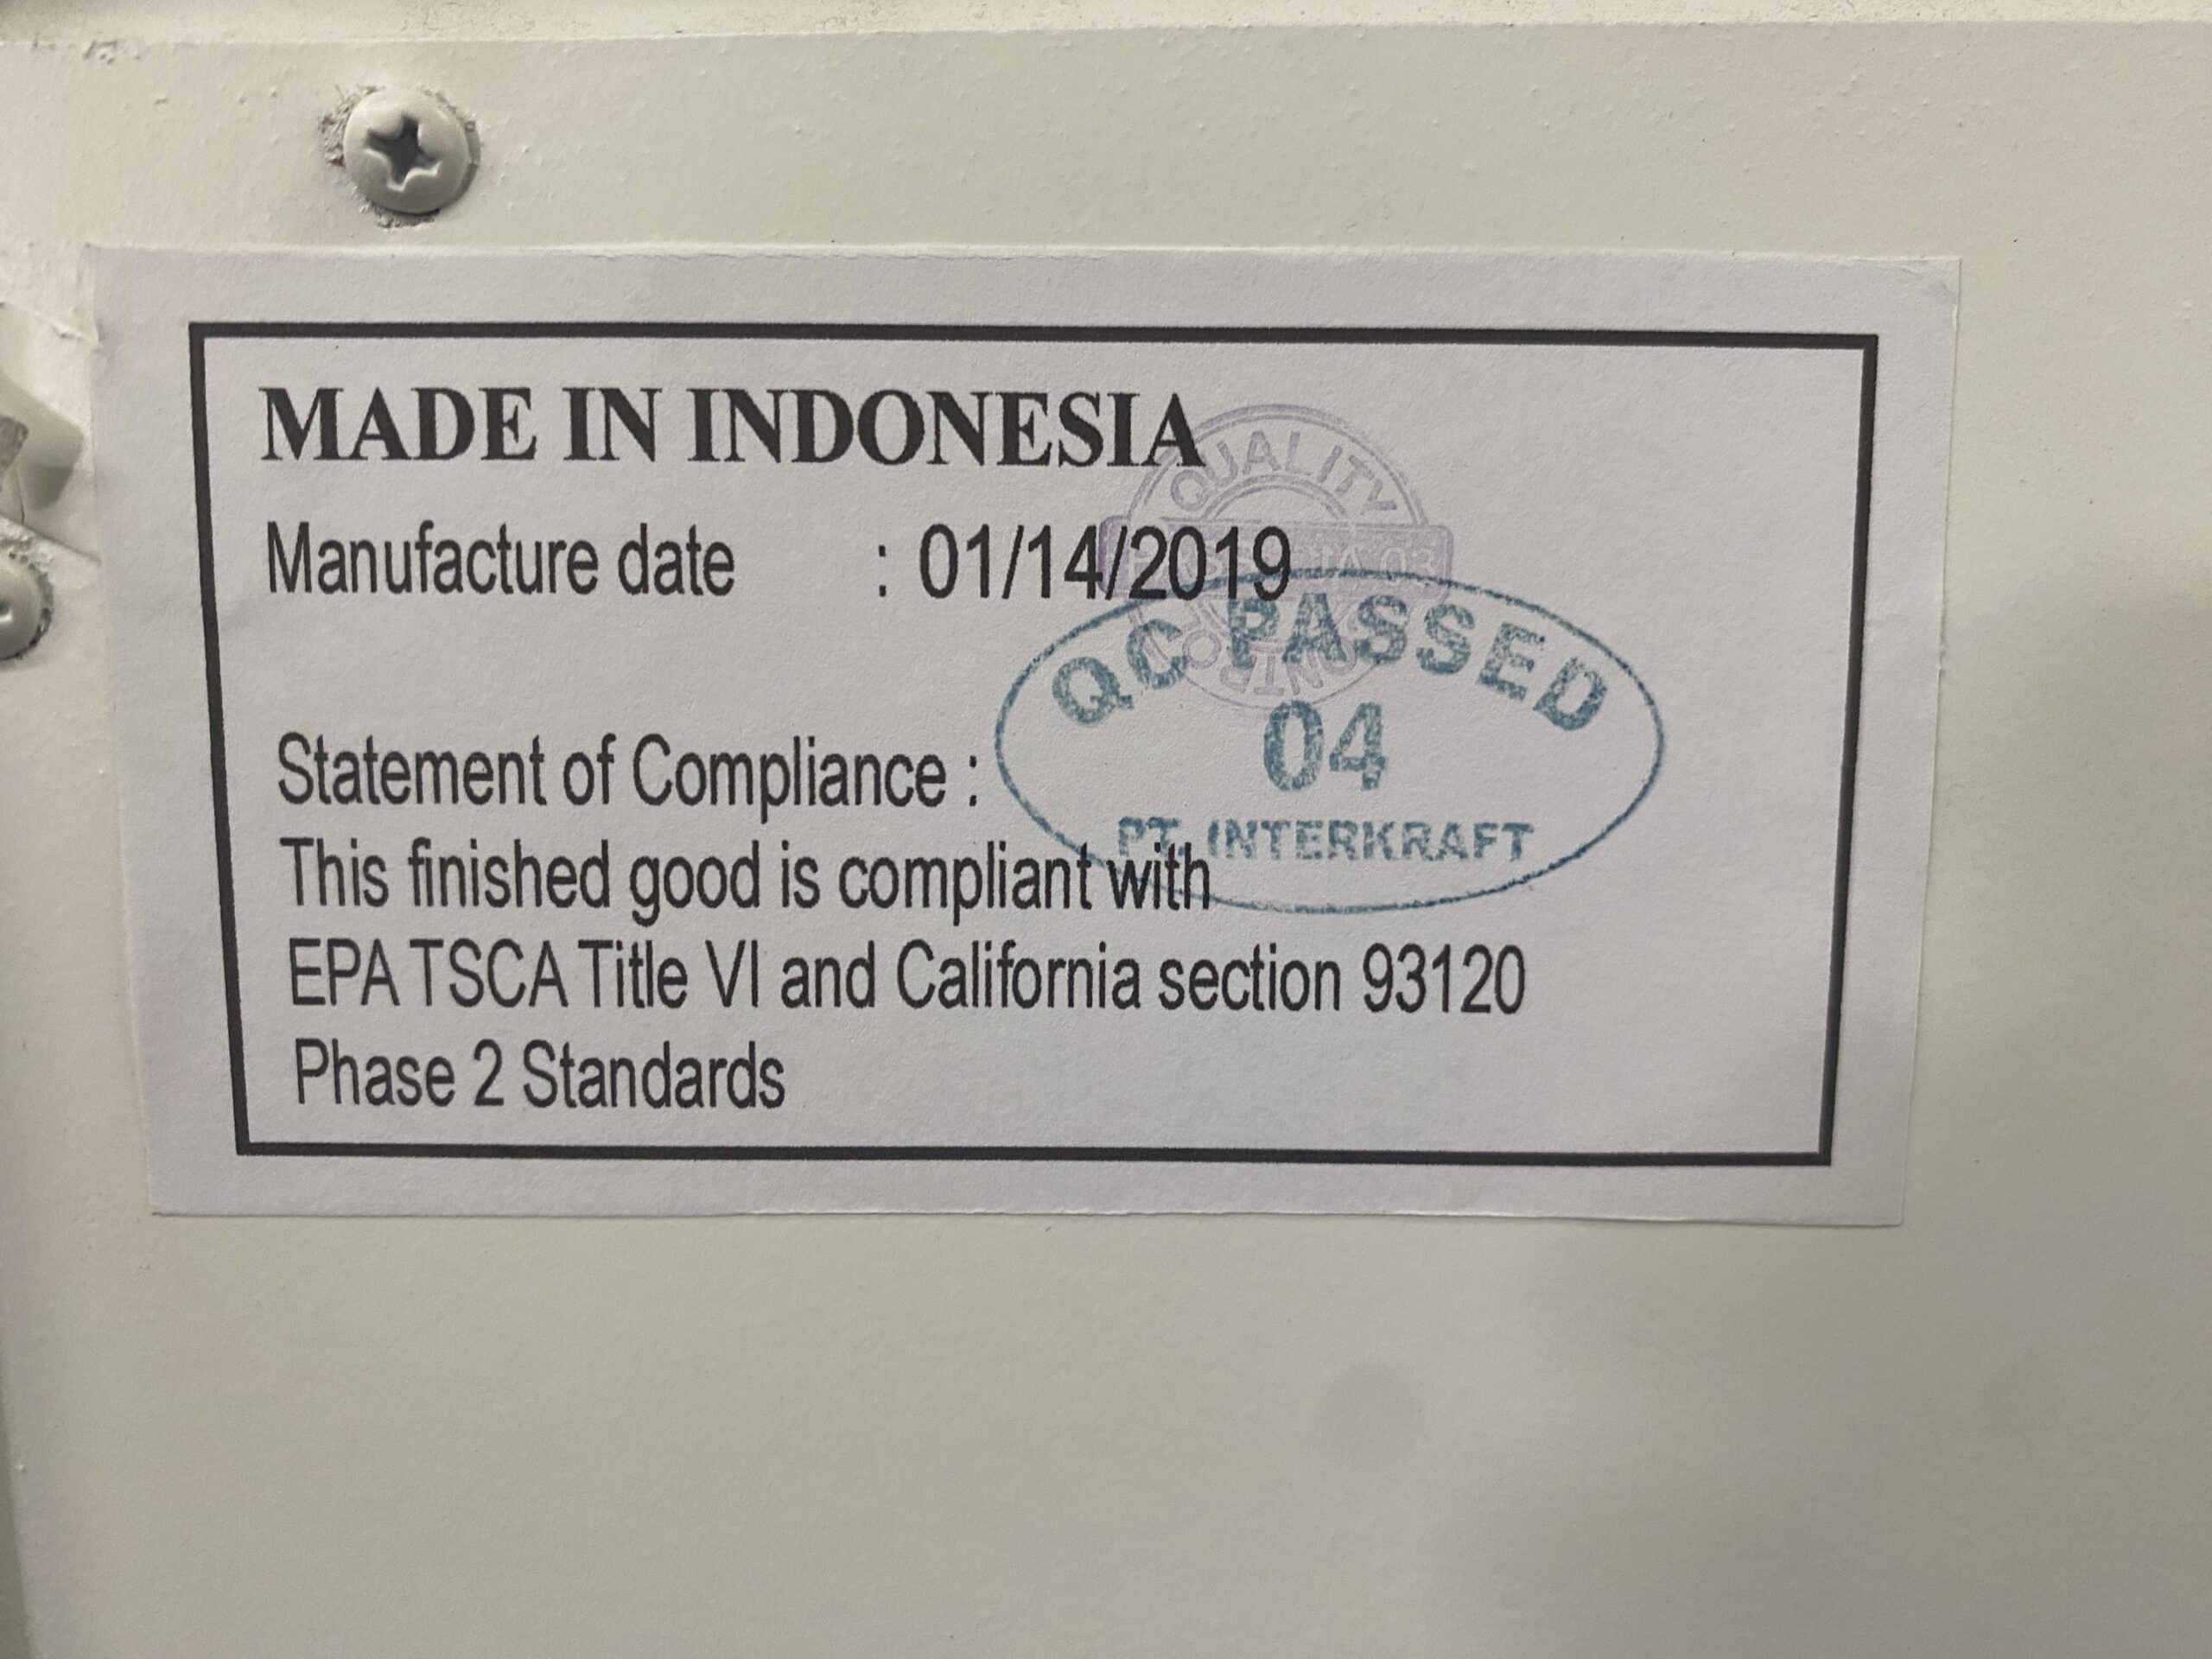 MADE IN INDONESIA
Manufacture date : 01/14/2019
QUALITY
CONTROL
QC PASSED
04
PT. INTERKRAFT
Statement of Compliance :
This finished good is compliant with
EPA TSCA Title VI and California section 93120
Phase 2 Standards